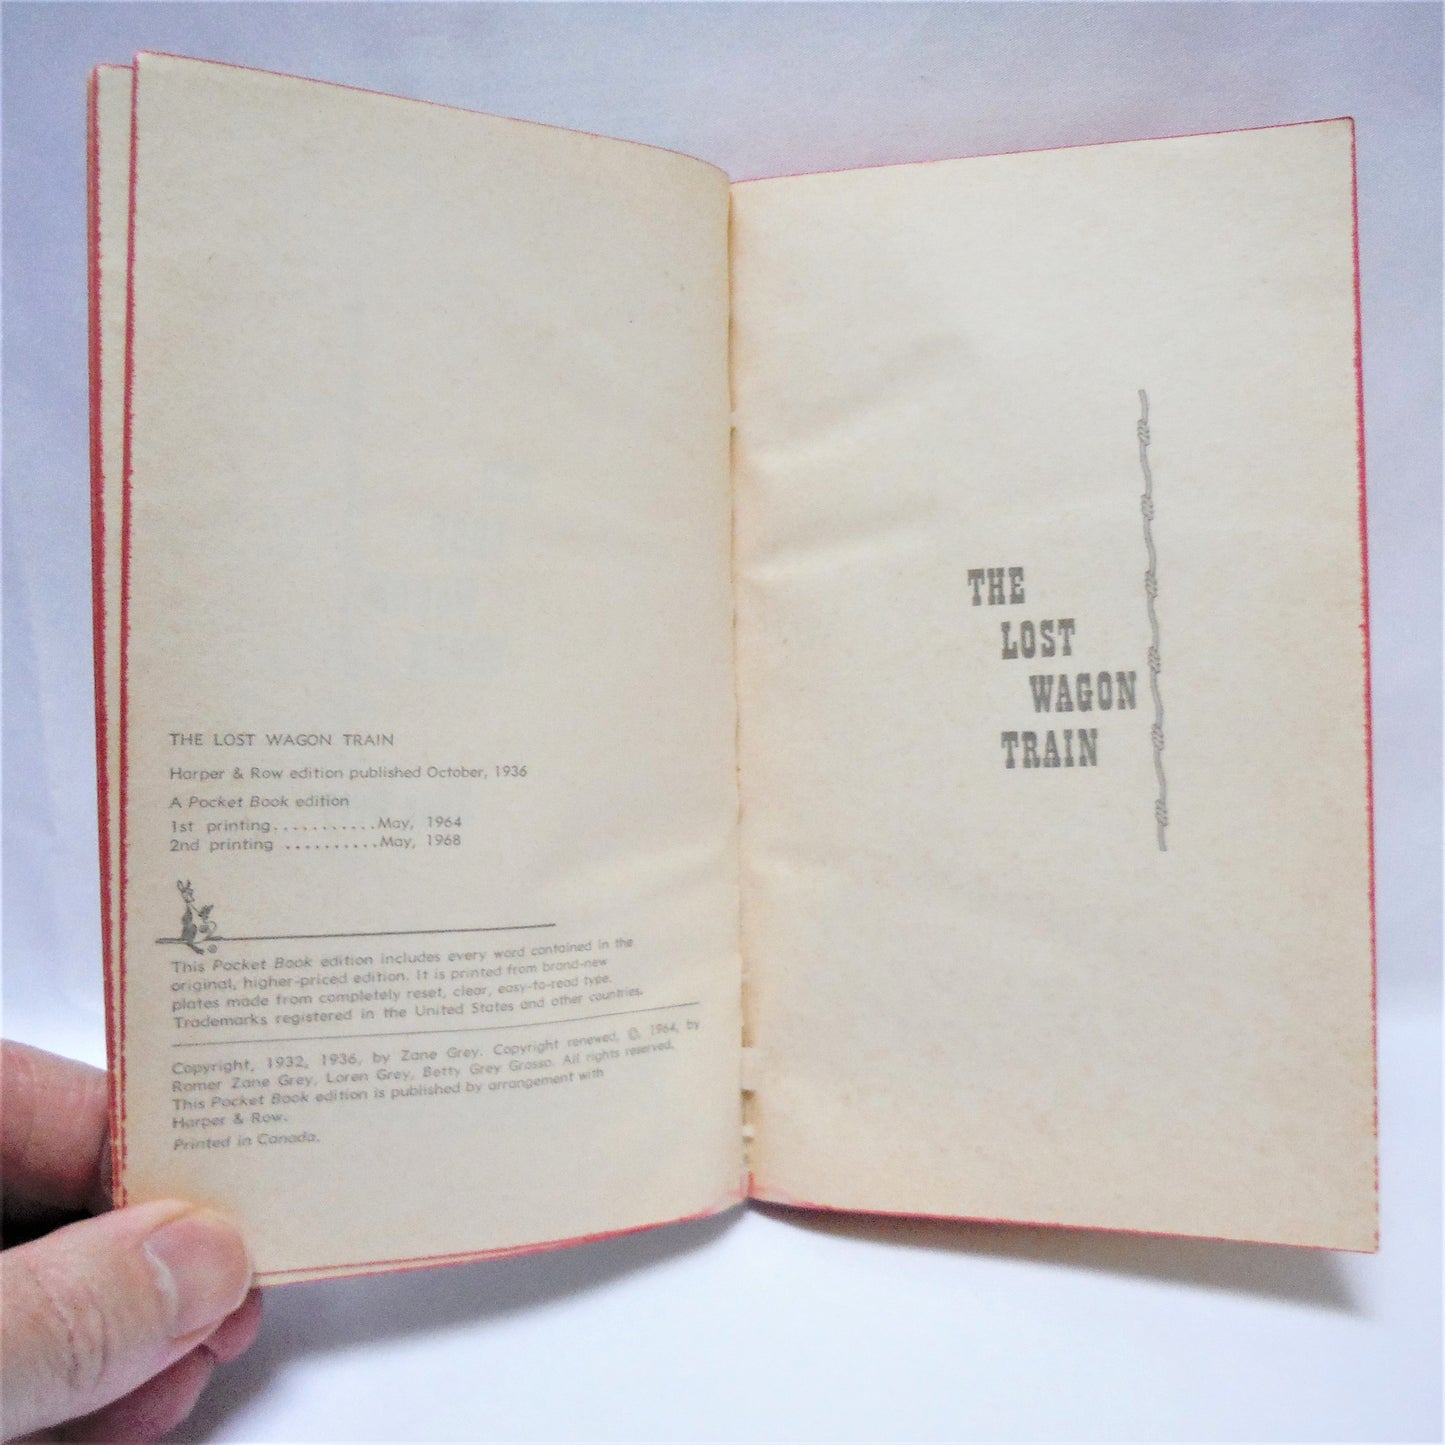 THE LOST WAGON TRAIN
Harper & Row edition published October, 1936
A Pocket Book edition
1st printing...........May, 1964
2nd printing ..........May, 1968
This Pocket Book edition includes every word contained in the
original, higher-priced edition. It is printed from brand-new
plates made from completely reset, clear, easy-to-read type.
Trademarks registered in the United States and other countries.
Copyright, 1932, 1936, by Zane Grey. Copyright renewed, ©, 1964, by
Romer Zane Grey, Loren Grey, Betty Grey Grosso. All rights reserved.
This Pocket Book edition is published by arrangement with
Harper & Row.
Printed in Canada.
THE
LOST
WAGON
TRAIN